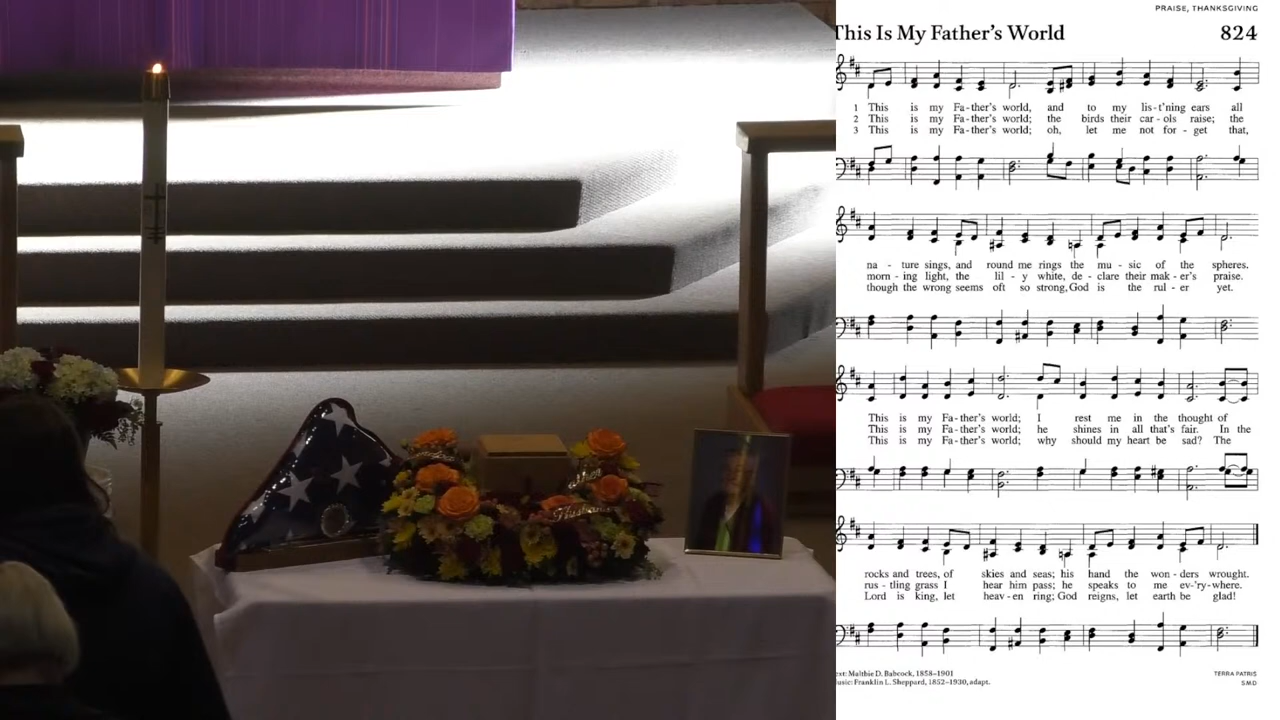 PRAISE, THANKSGIVING
This Is My Father's World 824
1 This is my Fa - ther's world, and to my lis - t'ning ears all
2 This is my Fa - ther's world; the birds their car - ols raise; the
3 This is my Fa - ther's world; oh, let me not for - get that,
na - ture sings, and round me rings the mu - sic of the spheres.
morn - ing light, the lil - y white, de - clare their mak - er's praise.
though the wrong seems oft so strong, God is the rul - er yet.
This is my Fa - ther's world; I rest me in the thought of
This is my Fa - ther's world; he shines in all that's fair. In the
This is my Fa - ther's world; why should my heart be sad? The
rocks and trees, of skies and seas; his hand the won - ders wrought.
rus - tling grass I hear him pass; he speaks to me ev - 'ry - where.
Lord is king, let heav - en ring; God reigns, let earth be glad!
ext: Maltbie D. Babcock, 1858–1901
usic: Franklin L. Sheppard, 1852–1930, adapt.
TERRA PATRIS
S M D
Husband